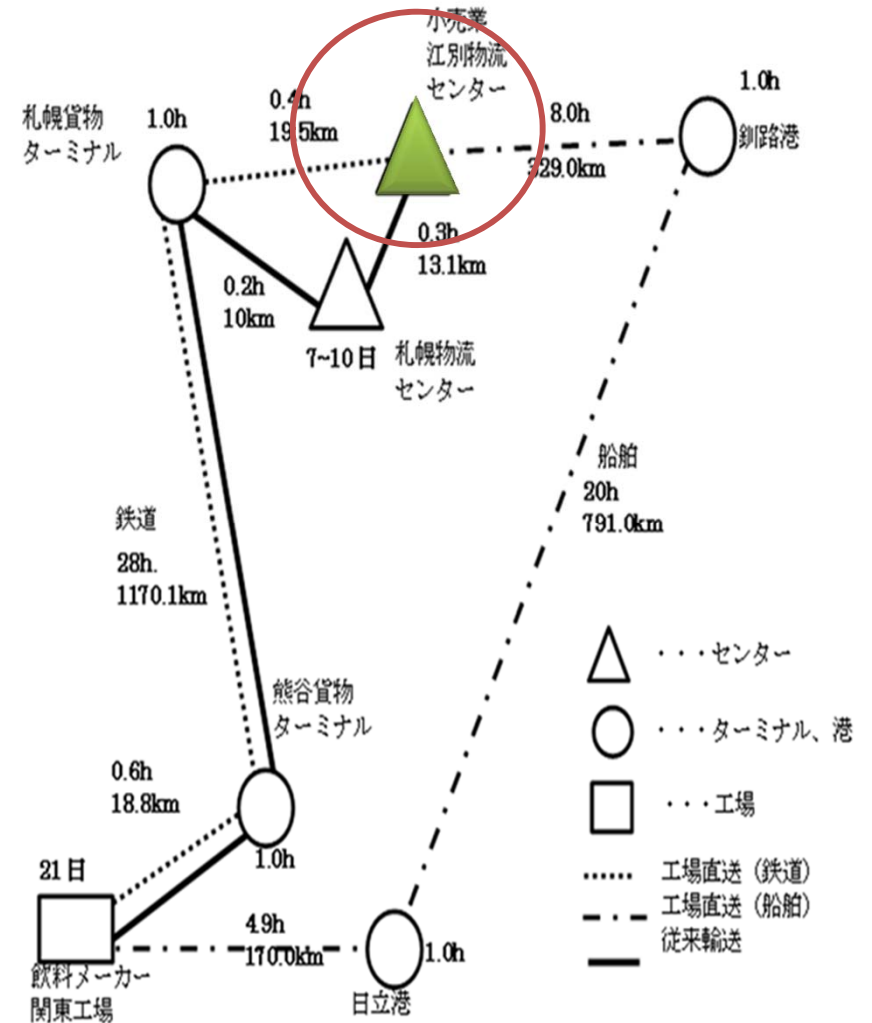 小売業
江別物流
センター
1.0h
札幌貨物
ターミナル
1.0h
0.4h
19.5km
8.0h
329.0km
釧路港
0.3h
13.1km
0.2h
10km
7~10日
札幌物流
センター
船舶
20h
791.0km
鉄道
28h.
1170.1km
熊谷貨物
ターミナル
0.6h
18.8km
1.0h
21日
4.9h
170.0km
1.0h
飲料メーカー
関東工場
日立港
・・・センター
・・・ターミナル、港
・・・工場
工場直送（鉄道）
工場直送（船舶）
従来輸送